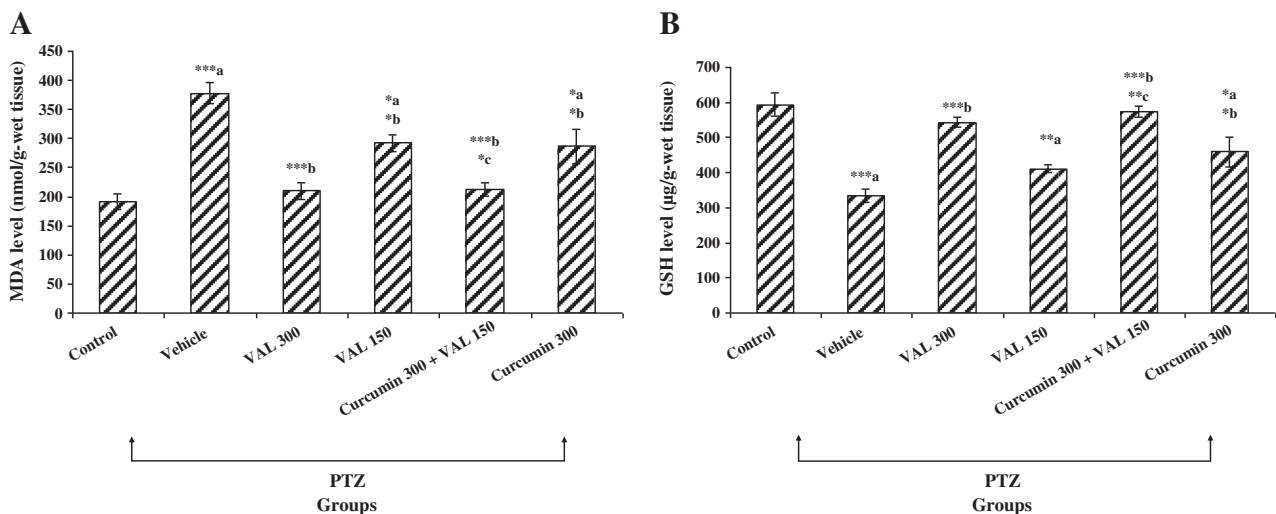 A
MDA level (nmol/g-wet tissue)
450
400
350
300
250
200
150
100
50
0
***a
***b
*a
*b
***b
*c
*a
*b
Control
Vehicle
VAL 300
VAL 150
Curcumin 300 + VAL 150
Curcumin 300
PTZ
Groups
B
GSH level (µg/g-wet tissue)
700
600
500
400
300
200
100
0
***a
***b
**a
***b
**c
*a
*b
Control
Vehicle
VAL 300
VAL 150
Curcumin 300 + VAL 150
Curcumin 300
PTZ
Groups